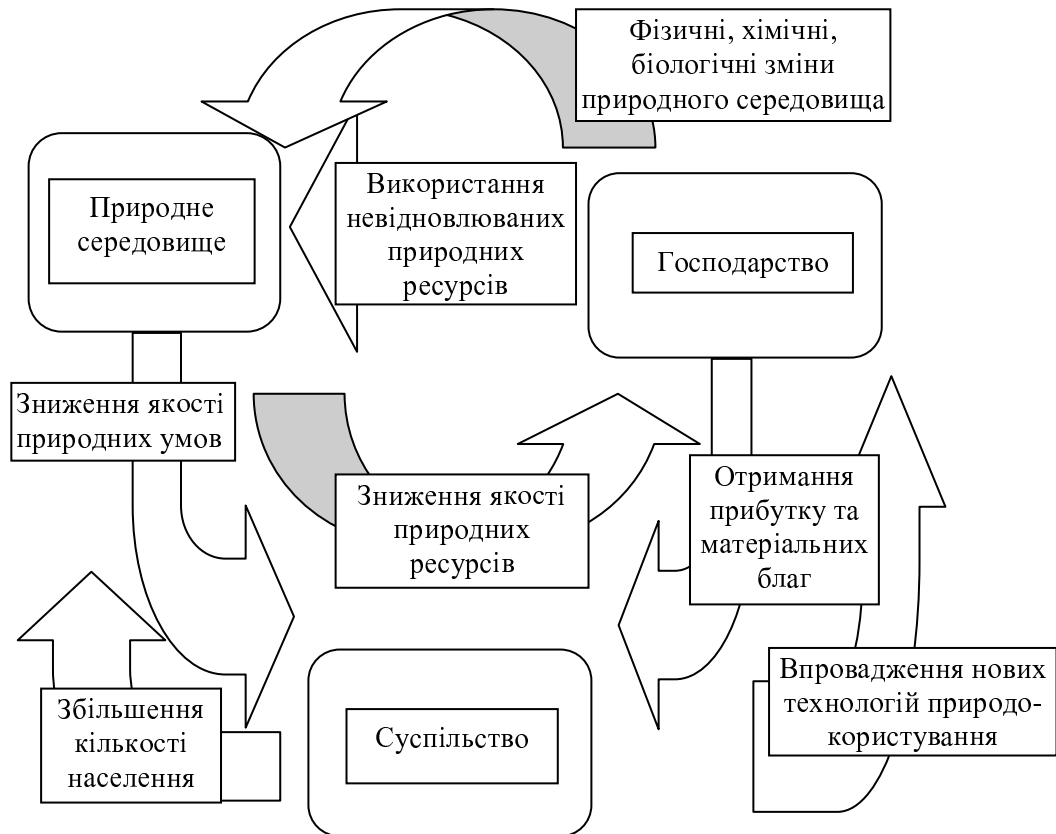 Фізичні, хімічні,
біологічні зміни
природного середовища
Природне
середовище
Використання
невідновлюваних
природних
ресурсів
Господарство
Зниження якості
природних умов
Зниження якості
природних
ресурсів
Отримання
прибутку та
матеріальних
благ
Збільшення
кількості
населення
Суспільство
Впровадження нових
технологій природо-
користування